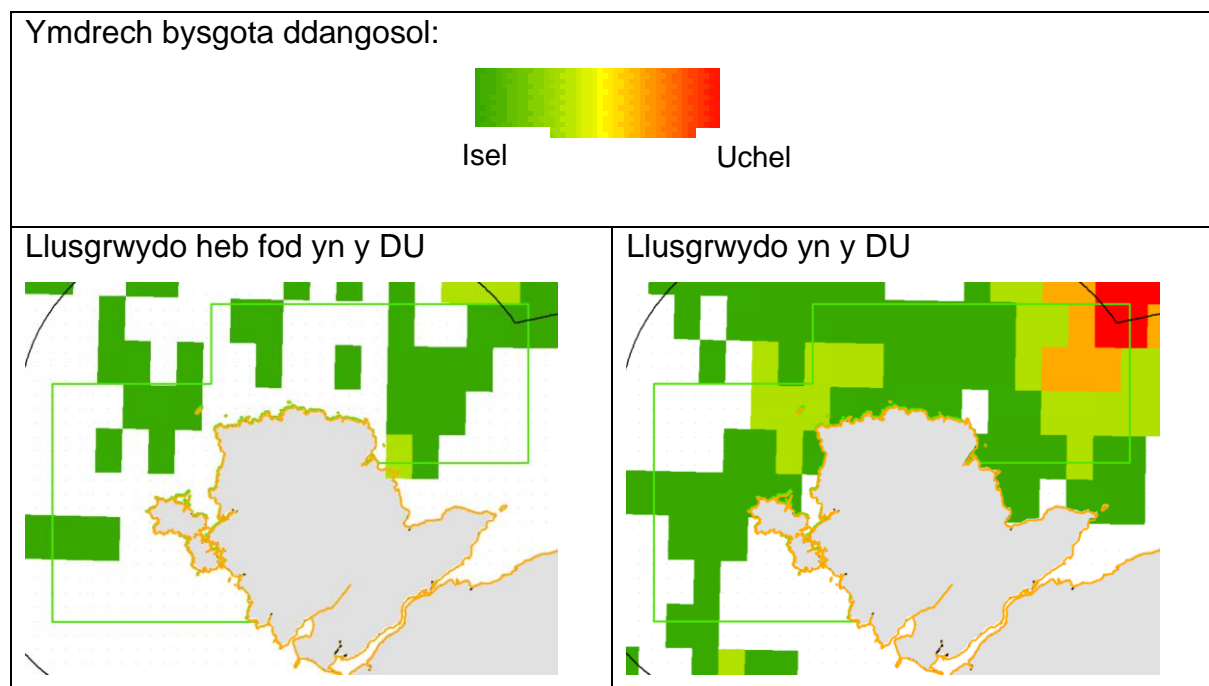 Ymdrech bysgota ddangosol:
Isel
Uchel
Llusgrwydo heb fod yn y DU
Llusgrwydo yn y DU